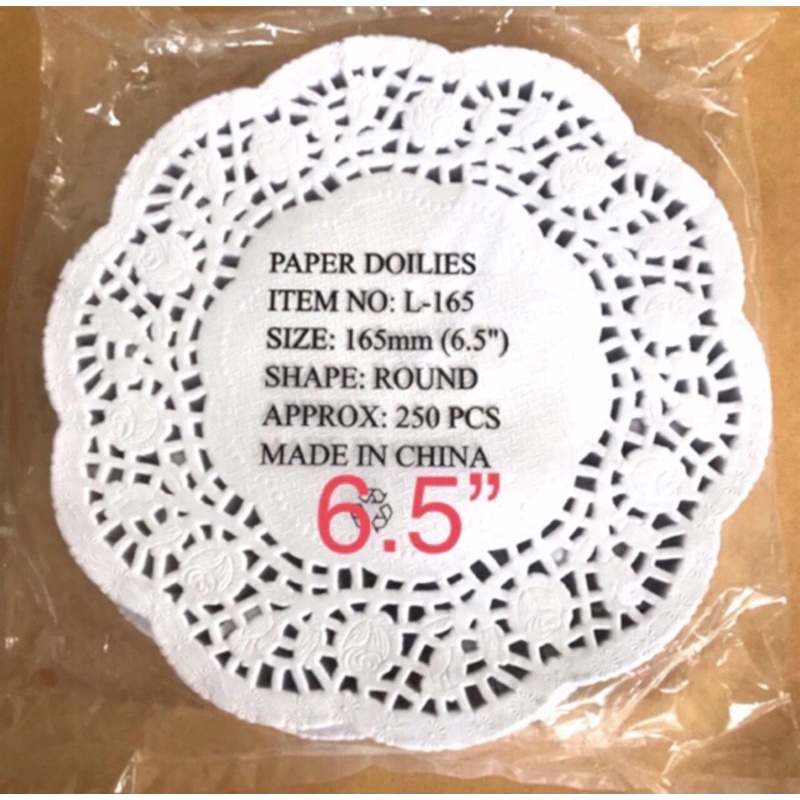 PAPER DOILIES
ITEM NO: L-165
SIZE: 165mm (6.5")
SHAPE: ROUND
APPROX: 250 PCS
MADE IN CHINA
6.5”